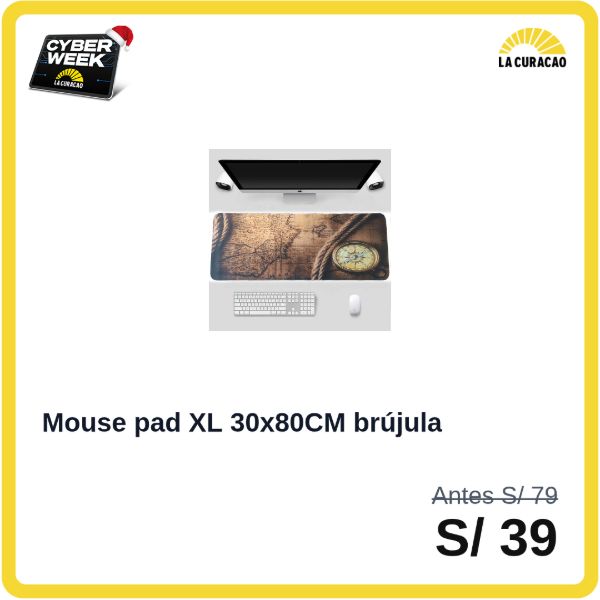 CYBER
WEEK
LA CURACAO
LA CURACAO
Mouse pad XL 30x80CM brújula
Antes S/ 79
S/ 39